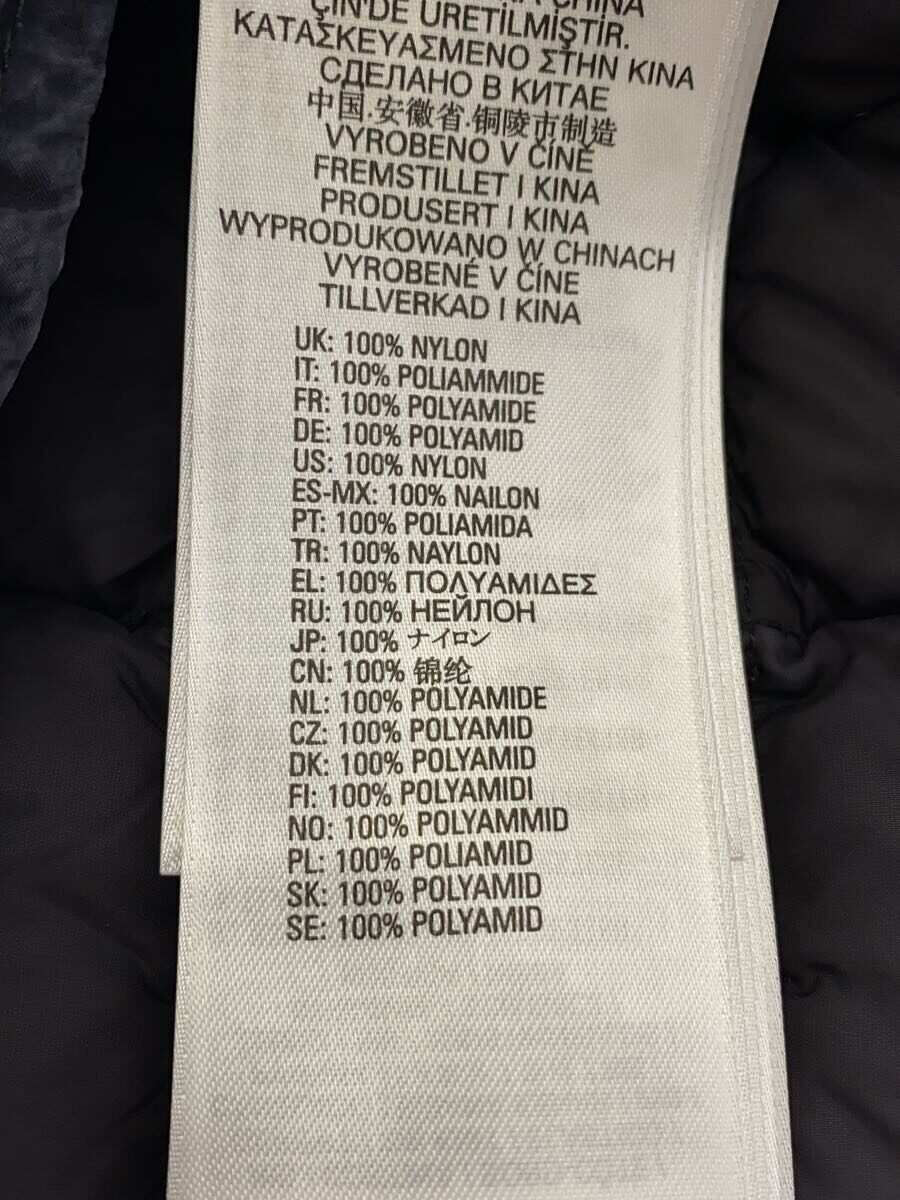 CHINA
ÇİN'DE ÜRETİLMİŞTİR.
ΚΑΤΑΣΚΕΥΑΣΜΕΝΟ ΣΤΗΝ ΚΙΝΑ
СДЕЛАНО В КИТАЕ
中国.安徽省.铜陵市制造
VYROBENO V ČÍNĚ
FREMSTILLET I KINA
PRODUSERT I KINA
WYPRODUKOWANO W CHINACH
VYROBENÉ V ČÍNE
TILLVERKAD I KINA
UK: 100% NYLON
IT: 100% POLIAMMIDE
FR: 100% POLYAMIDE
DE: 100% POLYAMID
US: 100% NYLON
ES-MX: 100% NAILON
PT: 100% POLIAMIDA
TR: 100% NAYLON
EL: 100% ΠΟΛΥΑΜΙΔΕΣ
RU: 100% НЕЙЛОН
JP: 100% ナイロン
CN: 100% 锦纶
NL: 100% POLYAMIDE
CZ: 100% POLYAMID
DK: 100% POLYAMID
FI: 100% POLYAMIDI
NO: 100% POLYAMMID
PL: 100% POLIAMID
SK: 100% POLYAMID
SE: 100% POLYAMID